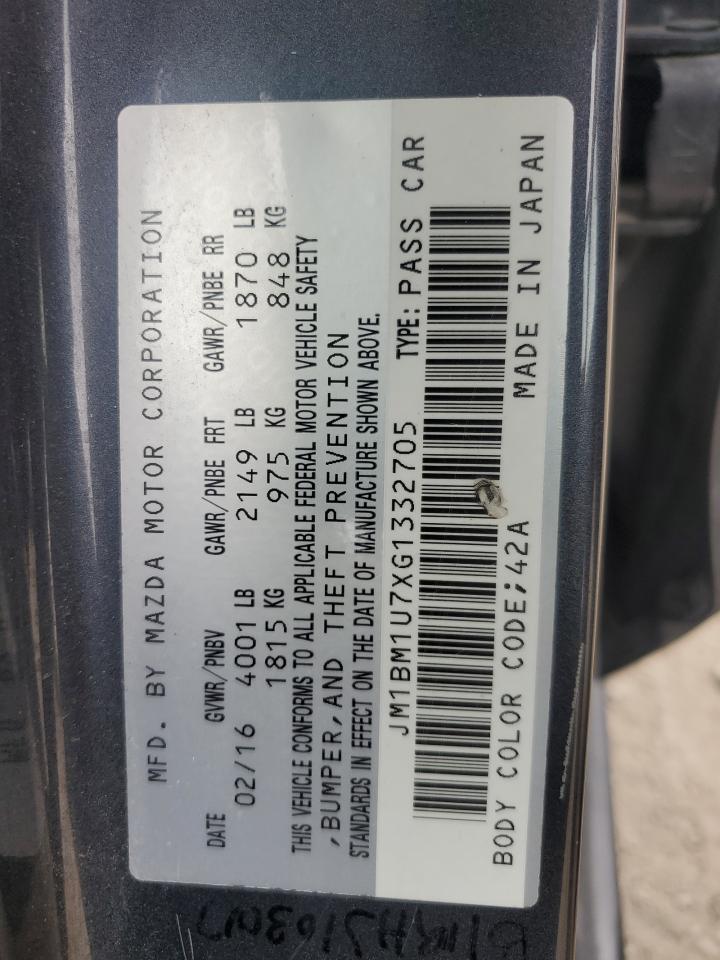 MFD. BY MAZDA MOTOR CORPORATION
DATE GVWR/PNBV GAWR/PNBE FRT GAWR/PNBE RR
02/16 4001 LB 2149 LB 1870 LB
1815 KG 975 KG 848 KG
THIS VEHICLE CONFORMS TO ALL APPLICABLE FEDERAL MOTOR VEHICLE SAFETY
,BUMPER,AND THEFT PREVENTION
STANDARDS IN EFFECT ON THE DATE OF MANUFACTURE SHOWN ABOVE.
JM1BM1U7XG1332705 TYPE: PASS CAR
BODY COLOR CODE;42A MADE IN JAPAN